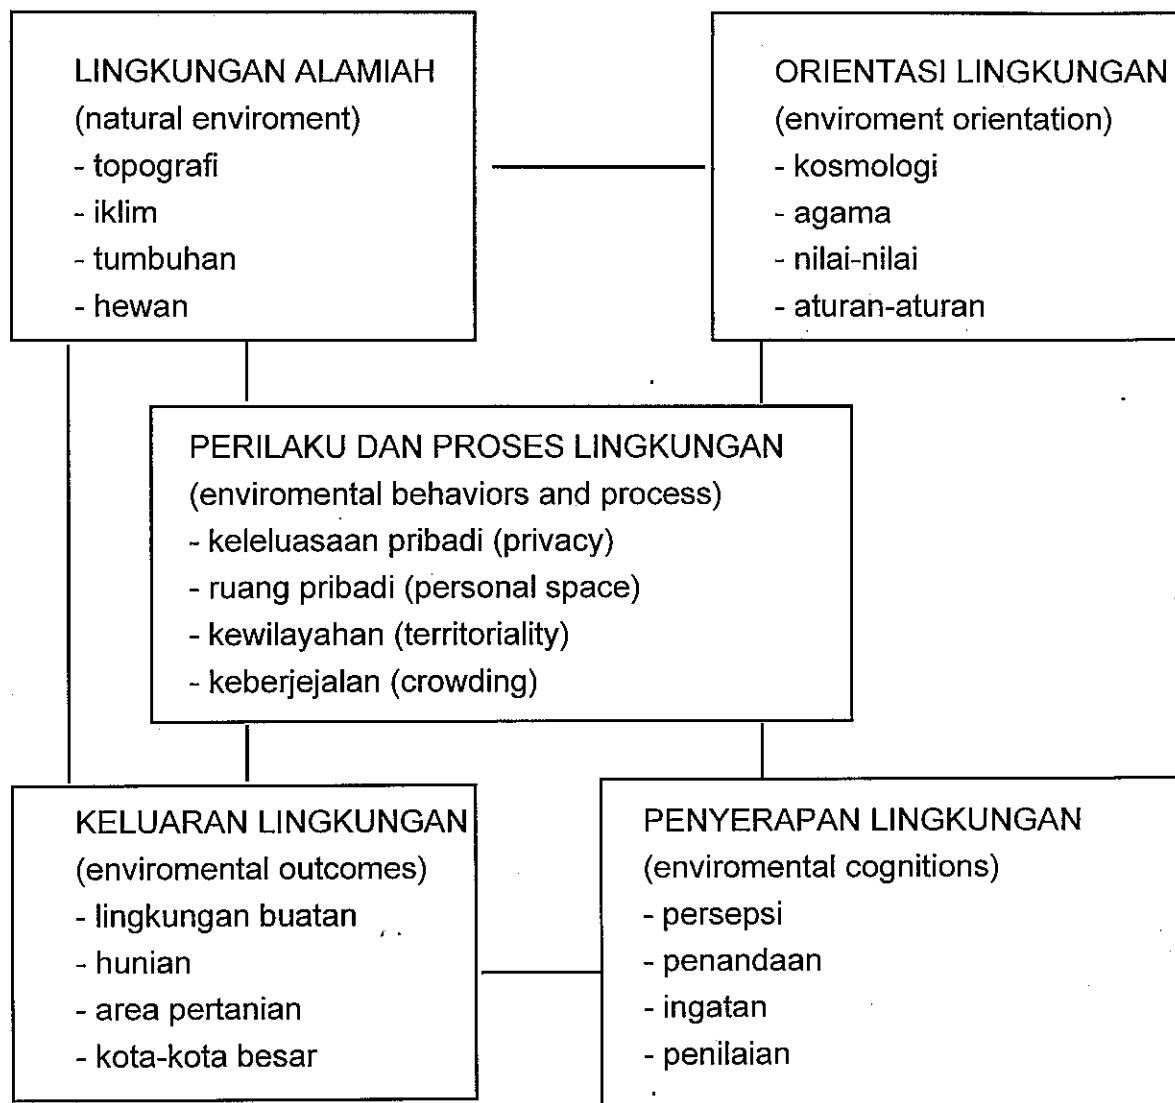 LINGKUNGAN ALAMIAH
(natural enviroment)
- topografi
- iklim
- tumbuhan
- hewan
ORIENTASI LINGKUNGAN
(enviroment orientation)
- kosmologi
- agama
- nilai-nilai
- aturan-aturan
PERILAKU DAN PROSES LINGKUNGAN
(enviromental behaviors and process)
- keleluasaan pribadi (privacy)
- ruang pribadi (personal space)
- kewilayahan (territoriality)
- keberjejalan (crowding)
KELUARAN LINGKUNGAN
(enviromental outcomes)
- lingkungan buatan
- hunian
- area pertanian
- kota-kota besar
PENYERAPAN LINGKUNGAN
(enviromental cognitions)
- persepsi
- penandaan
- ingatan
- penilaian